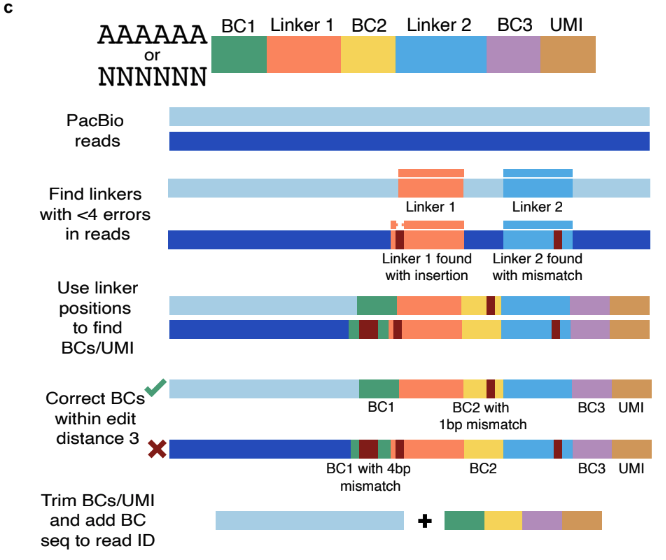 c
BC1 Linker 1 BC2 Linker 2 BC3 UMI
AAAAAA
or
NNNNNN
PacBio
reads
Find linkers
with <4 errors
in reads
Linker 1 Linker 2
Linker 1 found
with insertion
Linker 2 found
with mismatch
Use linker
positions
to find
BCs/UMI
Correct BCs
within edit
distance 3
BC1 BC2 with
1bp mismatch
BC3 UMI
BC1 with 4bp
mismatch
BC2 BC3 UMI
Trim BCs/UMI
and add BC
seq to read ID
+